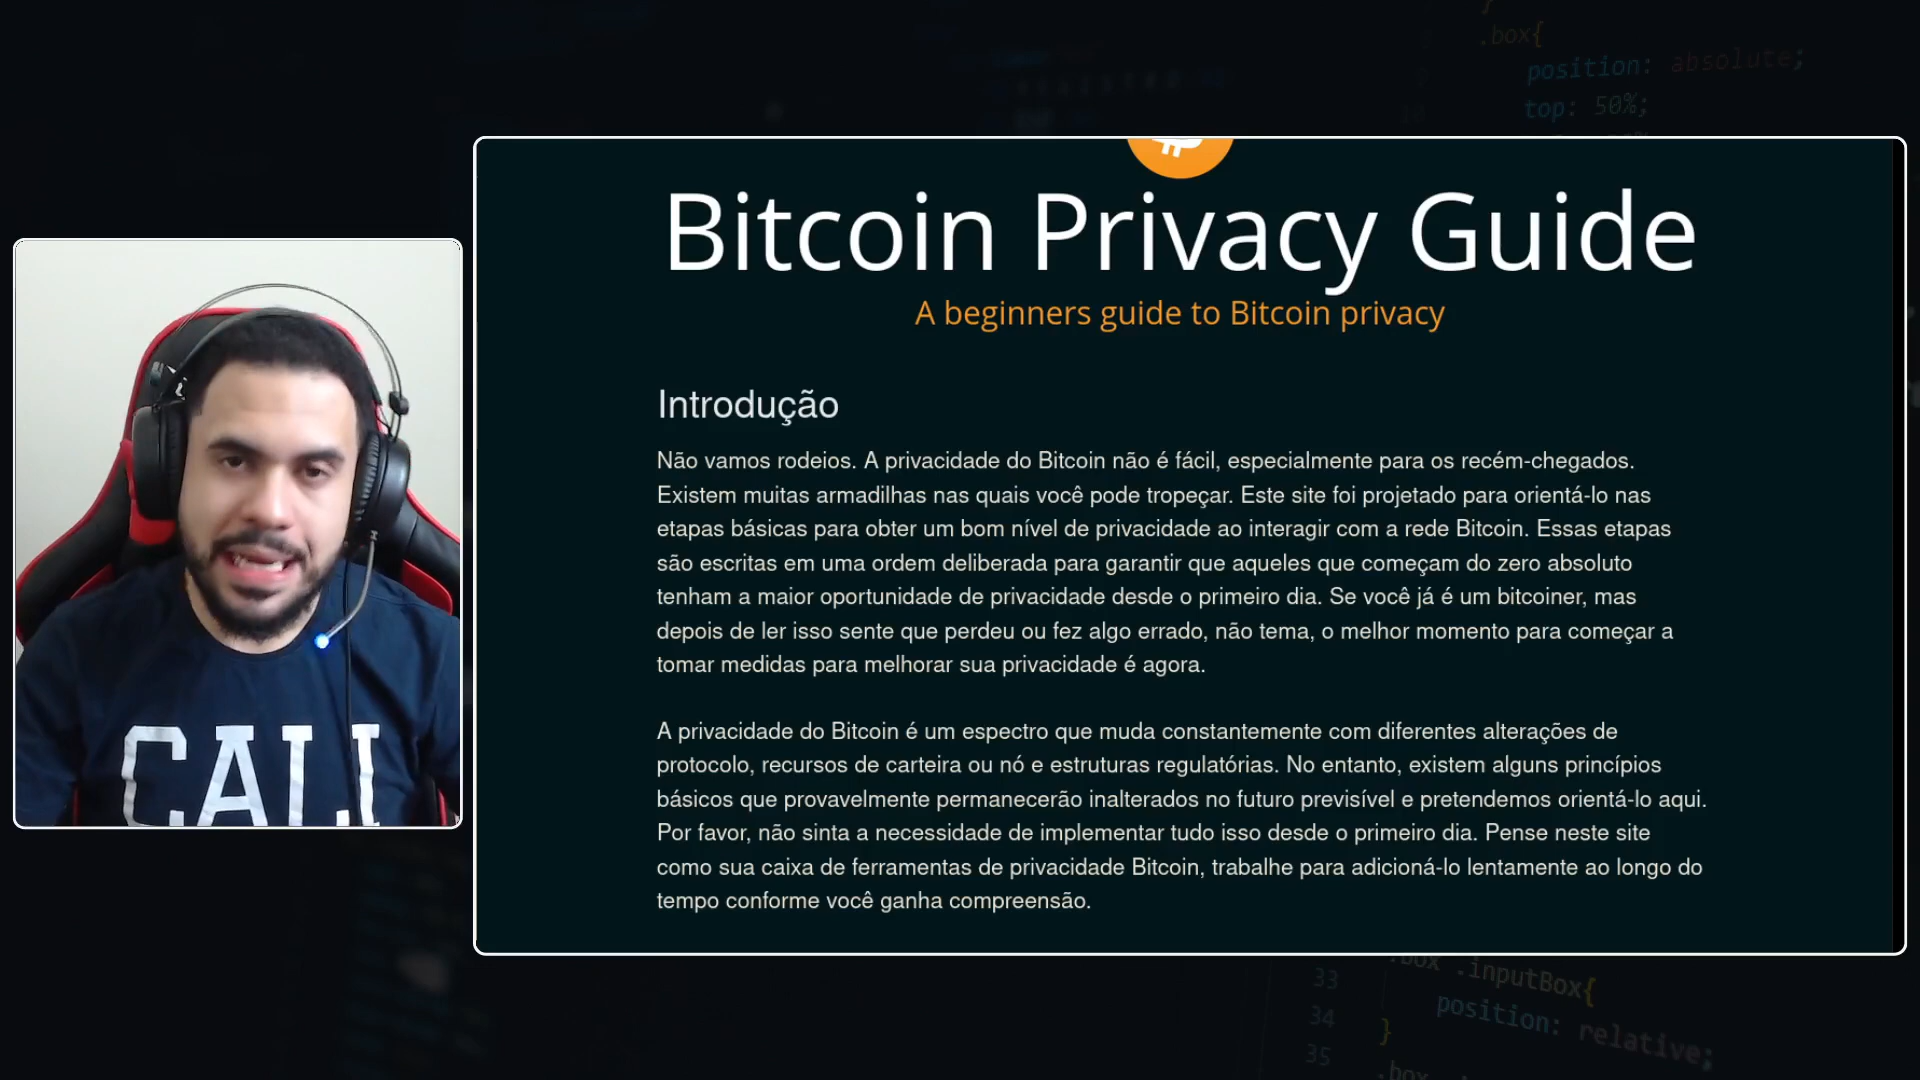 .box{
position: absolute;
top: 50%;
Bitcoin Privacy Guide
A beginners guide to Bitcoin privacy
Introdução
Não vamos rodeios. A privacidade do Bitcoin não é fácil, especialmente para os recém-chegados.
Existem muitas armadilhas nas quais você pode tropeçar. Este site foi projetado para orientá-lo nas
etapas básicas para obter um bom nível de privacidade ao interagir com a rede Bitcoin. Essas etapas
são escritas em uma ordem deliberada para garantir que aqueles que começam do zero absoluto
tenham a maior oportunidade de privacidade desde o primeiro dia. Se você já é um bitcoiner, mas
depois de ler isso sente que perdeu ou fez algo errado, não tema, o melhor momento para começar a
tomar medidas para melhorar sua privacidade é agora.
A privacidade do Bitcoin é um espectro que muda constantemente com diferentes alterações de
protocolo, recursos de carteira ou nó e estruturas regulatórias. No entanto, existem alguns princípios
básicos que provavelmente permanecerão inalterados no futuro previsível e pretendemos orientá-lo aqui.
Por favor, não sinta a necessidade de implementar tudo isso desde o primeiro dia. Pense neste site
como sua caixa de ferramentas de privacidade Bitcoin, trabalhe para adicioná-lo lentamente ao longo do
tempo conforme você ganha compreensão.
CALI
.box .inputBox{
33
position: relative;
34 }
35
.box